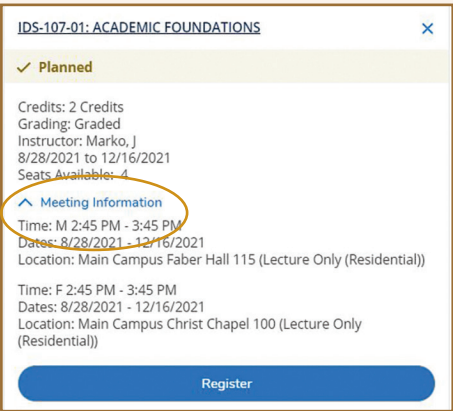 IDS-107-01: ACADEMIC FOUNDATIONS
Planned
Credits: 2 Credits
Grading: Graded
Instructor: Marko, J
8/28/2021 to 12/16/2021
Seats Available: 4
Meeting Information
Time: M 2:45 PM - 3:45 PM
Dates: 8/28/2021 - 12/16/2021
Location: Main Campus Faber Hall 115 (Lecture Only (Residential))
Time: F 2:45 PM - 3:45 PM
Dates: 8/28/2021 - 12/16/2021
Location: Main Campus Christ Chapel 100 (Lecture Only
(Residential))
Register